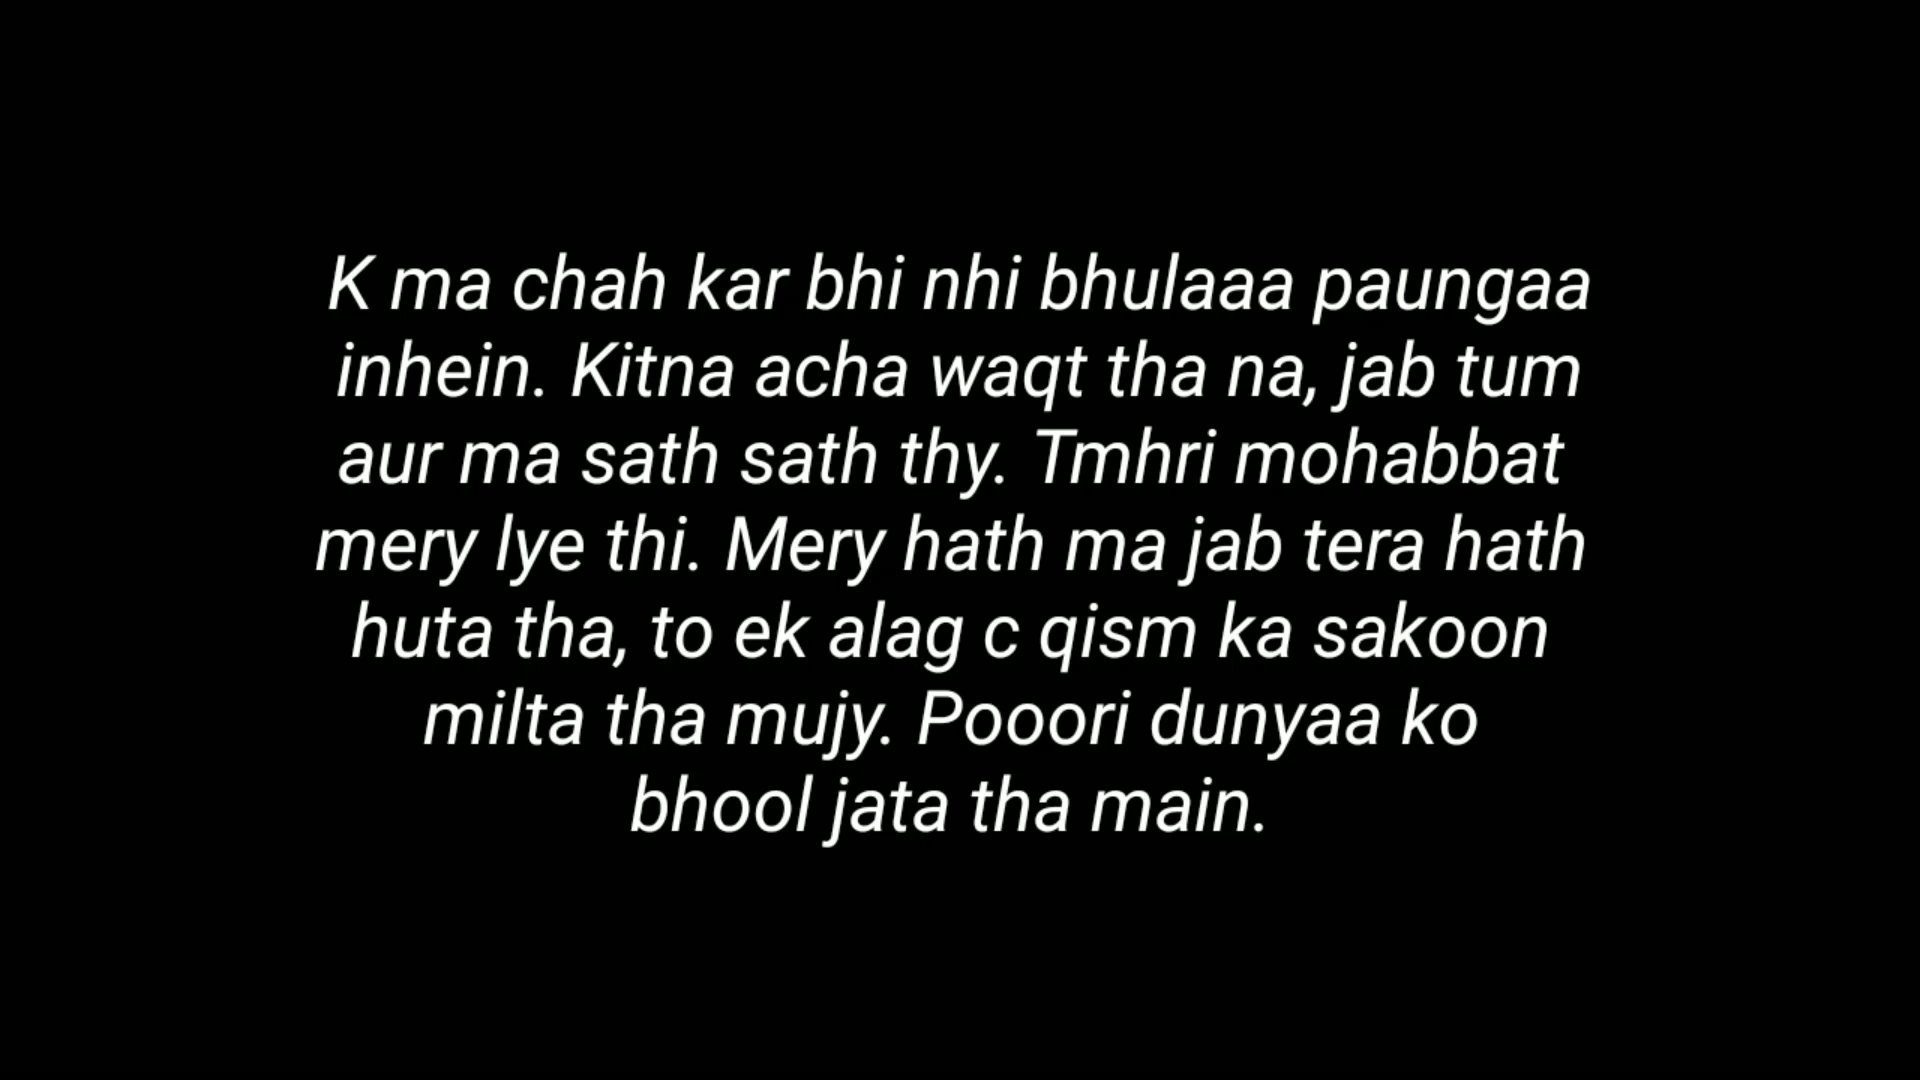 K ma chah kar bhi nhi bhulaaa paungaa
inhein. Kitna acha waqt tha na, jab tum
aur ma sath sath thy. Tmhri mohabbat
mery lye thi. Mery hath ma jab tera hath
huta tha, to ek alag c qism ka sakoon
milta tha mujy. Pooori dunyaa ko
bhool jata tha main.